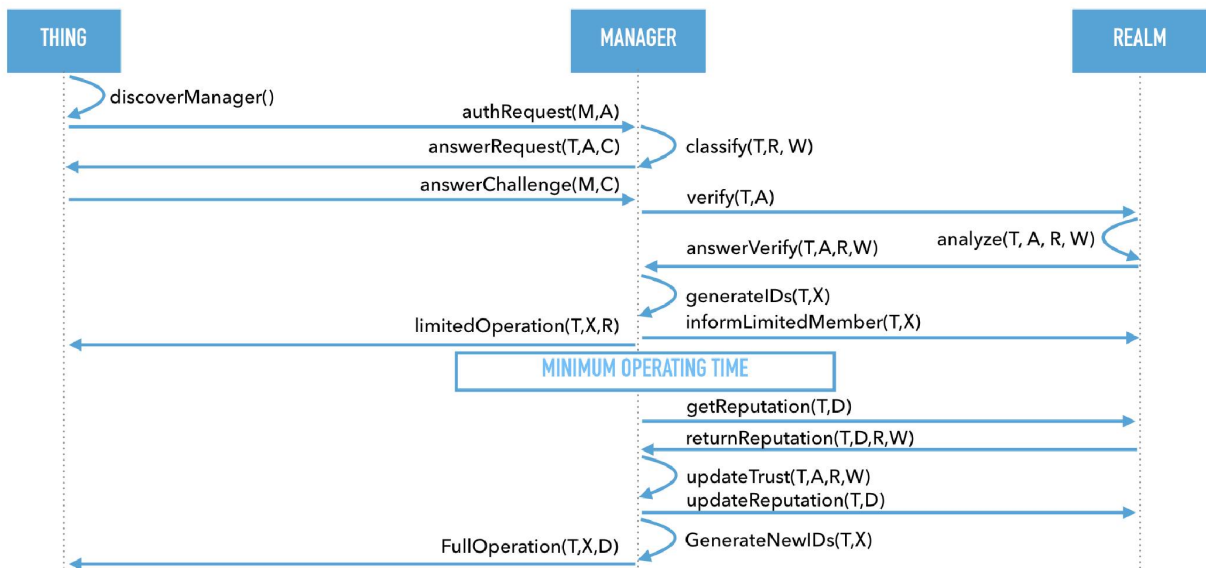 THING
MANAGER
REALM
discoverManager()
authRequest(M,A)
answerRequest(T,A,C)
classify(T,R, W)
answerChallenge(M,C)
verify(T,A)
analyze(T, A, R, W)
answerVerify(T,A,R,W)
generateIDs(T,X)
limitedOperation(T,X,R)
informLimitedMember(T,X)
MINIMUM OPERATING TIME
getReputation(T,D)
returnReputation(T,D,R,W)
updateTrust(T,A,R,W)
updateReputation(T,D)
FullOperation(T,X,D)
GenerateNewIDs(T,X)